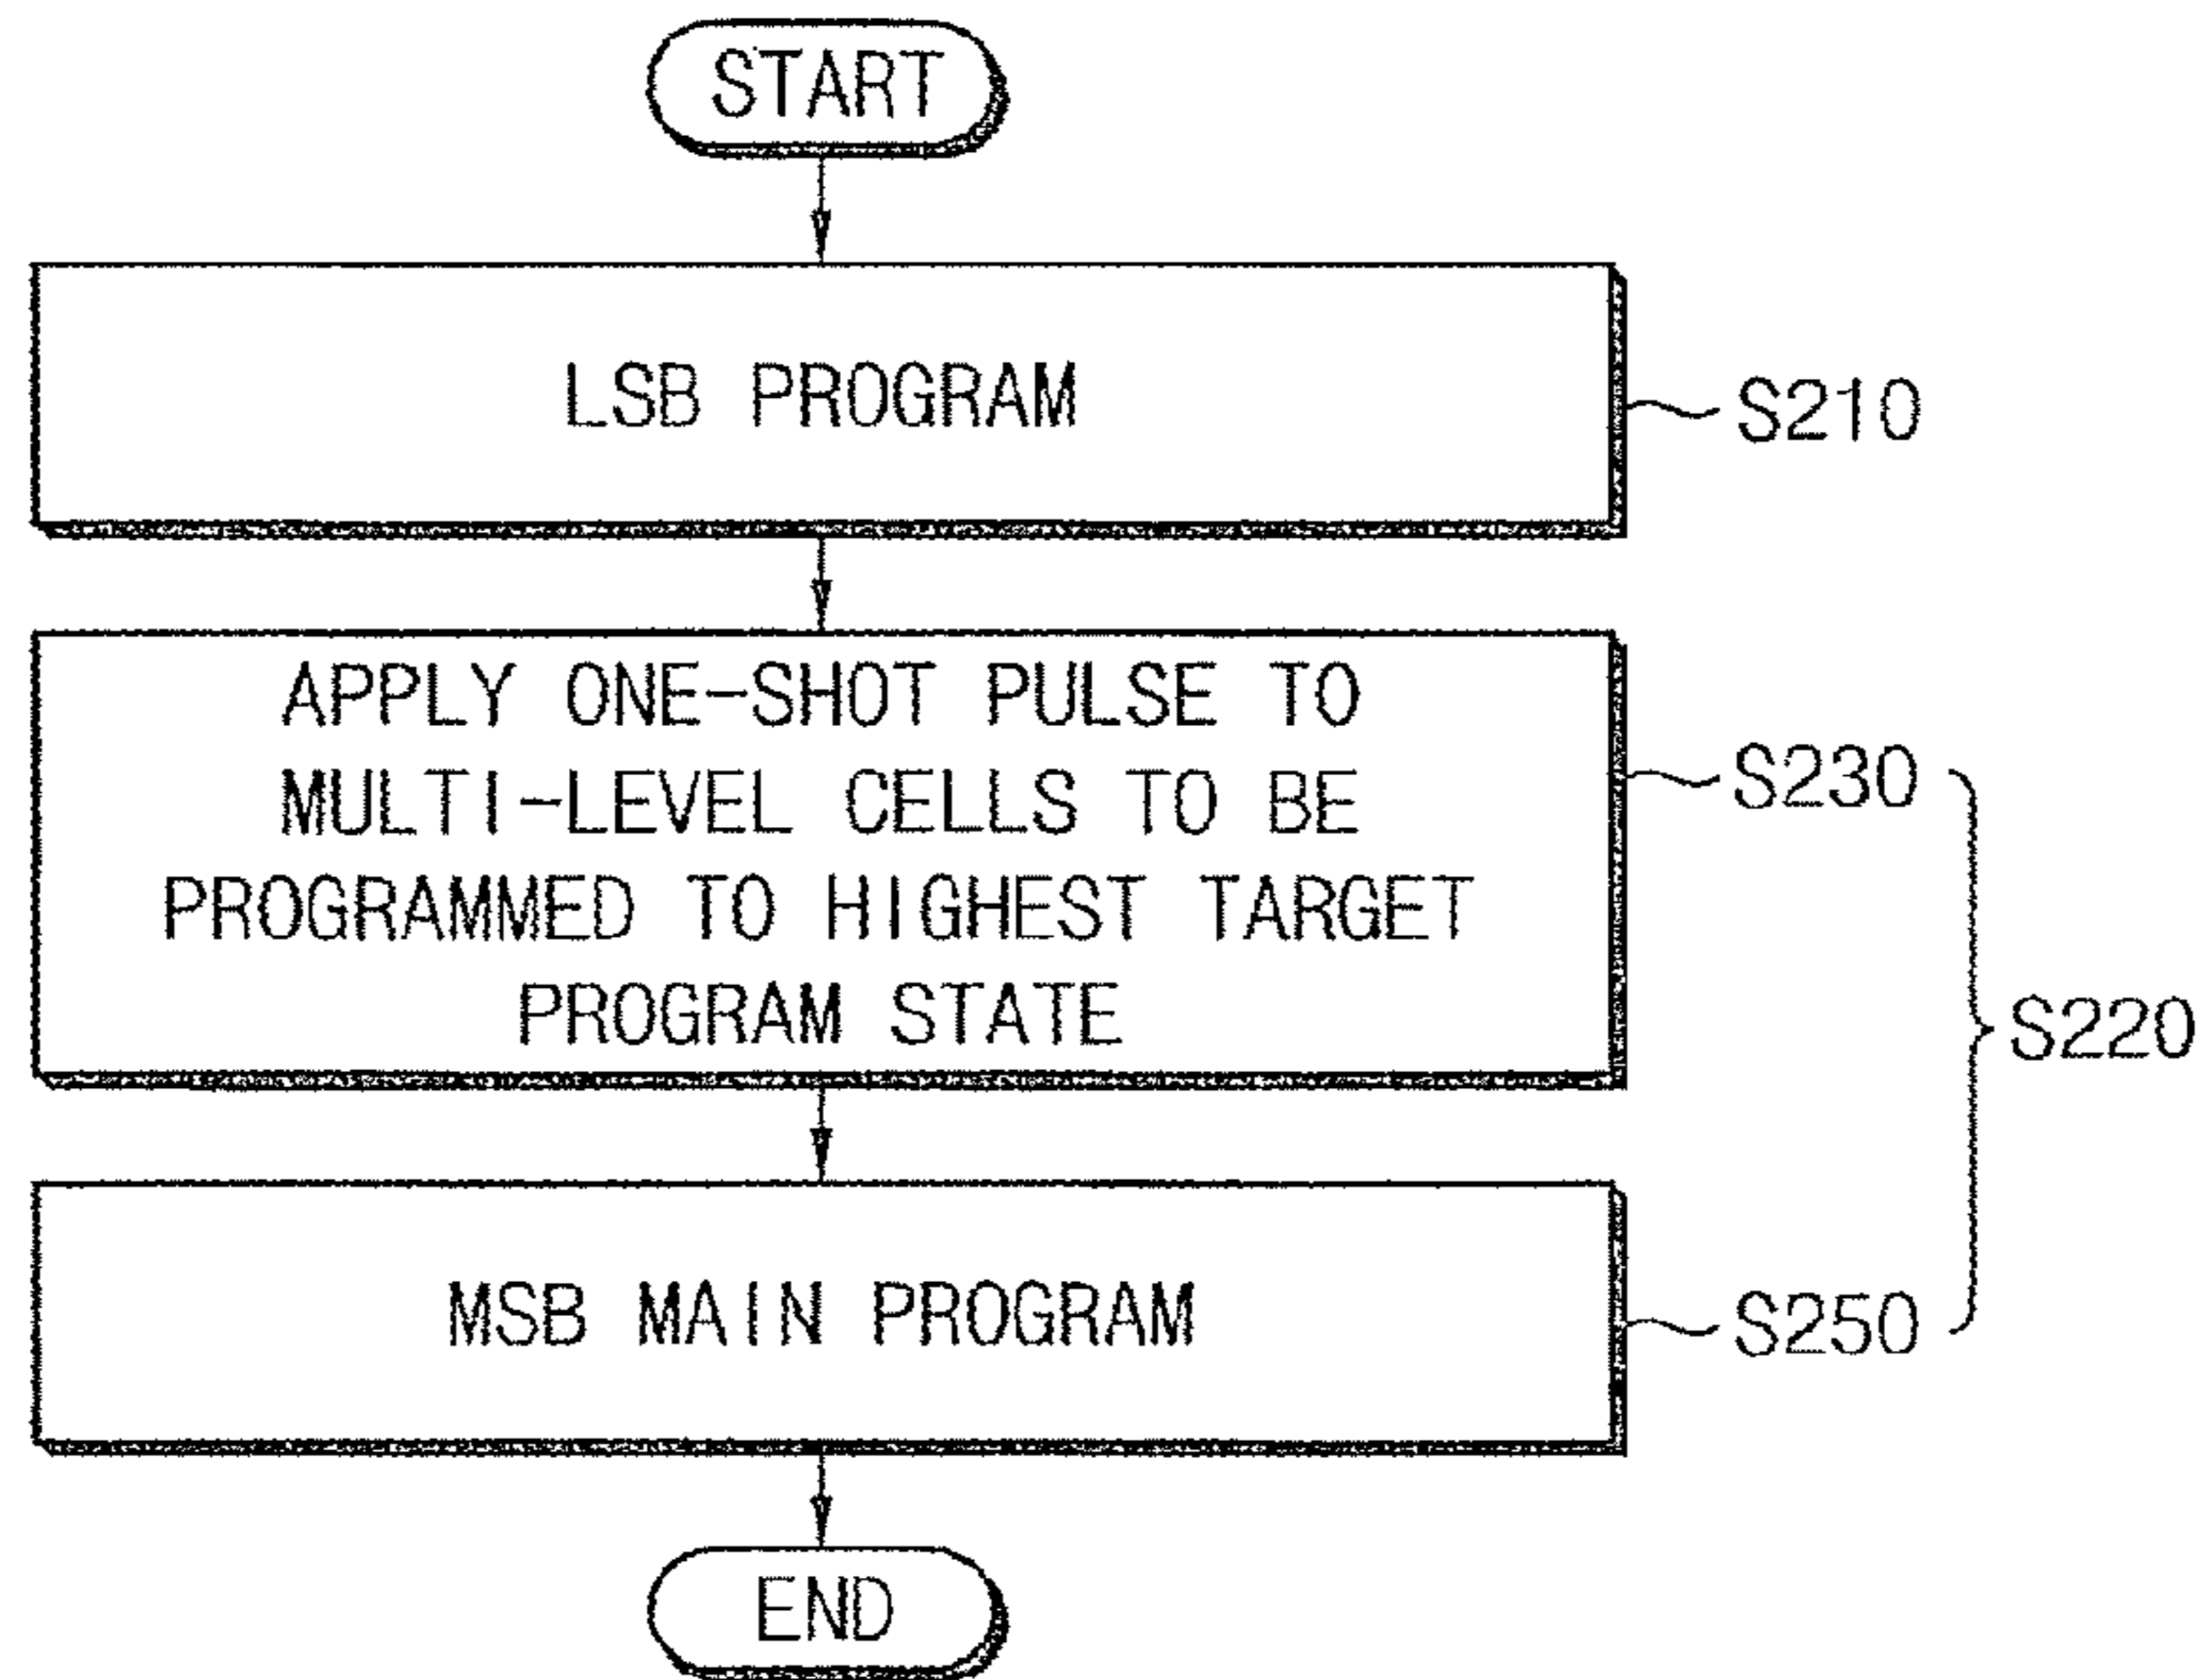 START
LSB PROGRAM
S210
APPLY ONE-SHOT PULSE TO
MULTI-LEVEL CELLS TO BE
PROGRAMMED TO HIGHEST TARGET
PROGRAM STATE
S230
S220
MSB MAIN PROGRAM
S250
END